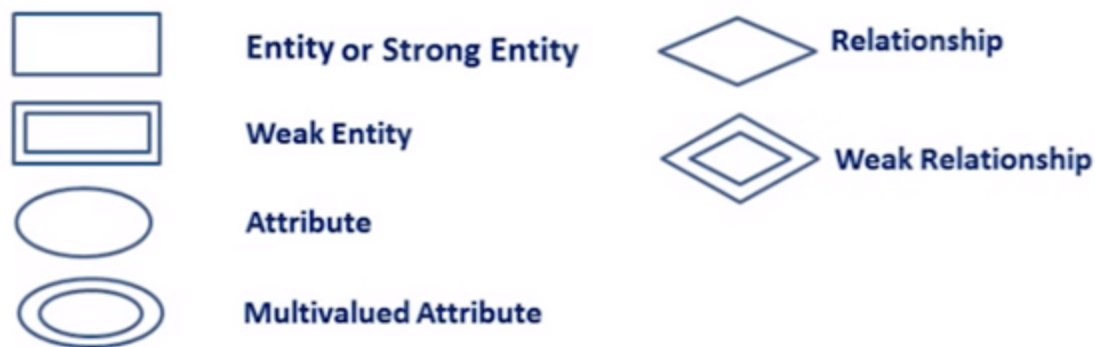 Entity or Strong Entity
Relationship
Weak Entity
Weak Relationship
Attribute
Multivalued Attribute